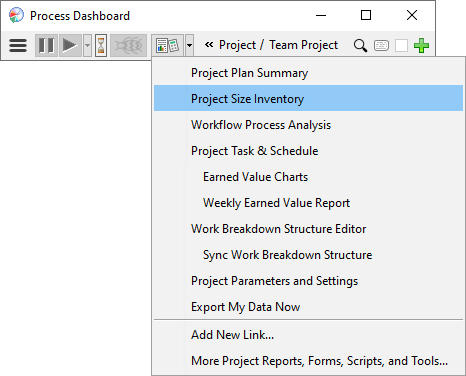 Process Dashboard
« Project / Team Project
Project Plan Summary
Project Size Inventory
Workflow Process Analysis
Project Task & Schedule
Earned Value Charts
Weekly Earned Value Report
Work Breakdown Structure Editor
Sync Work Breakdown Structure
Project Parameters and Settings
Export My Data Now
Add New Link...
More Project Reports, Forms, Scripts, and Tools...